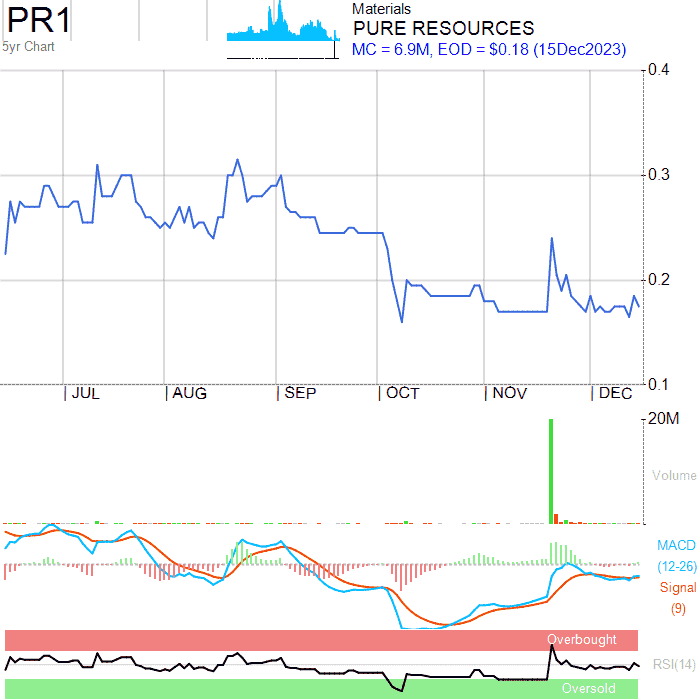 PR1
5yr Chart
Materials
PURE RESOURCES
MC = 6.9M, EOD = $0.18 (15Dec2023)
0.4
0.3
0.2
0.1
JUL AUG SEP OCT NOV DEC
20M
Volume
MACD
(12-26)
Signal
(9)
Overbought
RSI(14)
Oversold